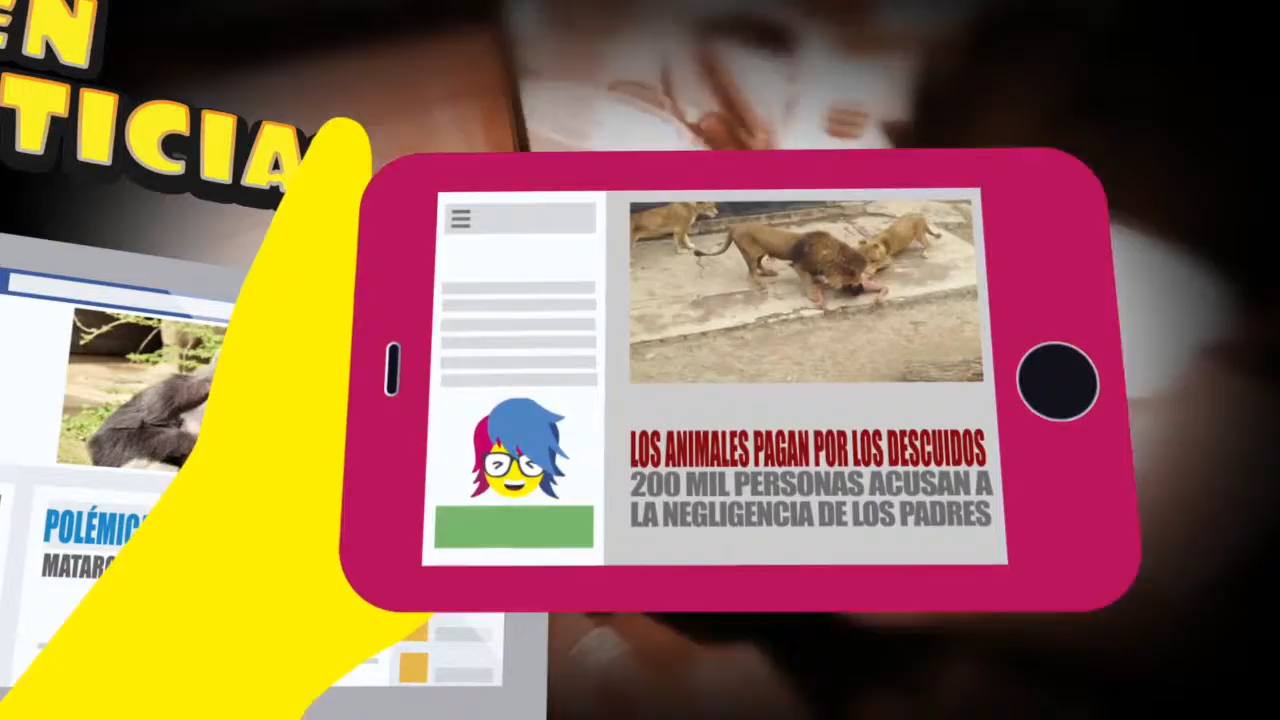 EN
TICIA
LOS ANIMALES PAGAN POR LOS DESCUIDOS
200 MIL PERSONAS ACUSAN A
LA NEGLIGENCIA DE LOS PADRES
POLÉMIC
MATARO